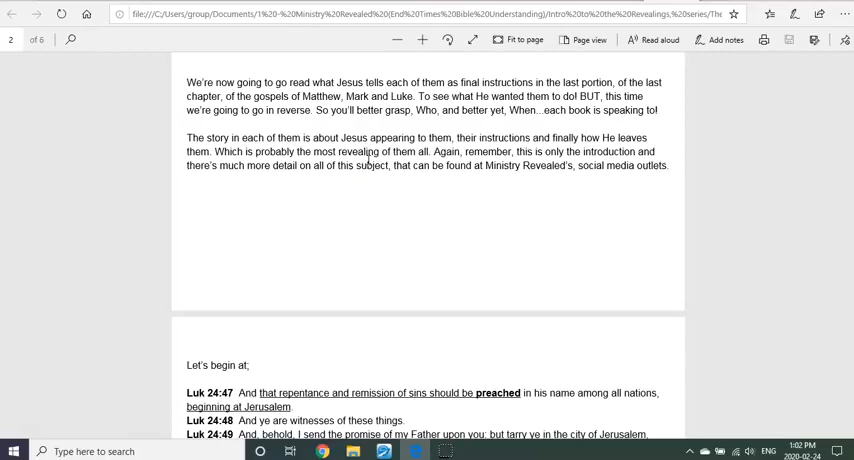 file:///C:/Users/group/Documents/1%20-%20Ministry%20Revealed%20(End%20Times%20Bible%20Understanding)/Intro%20to%20the%20Revealings,%20series/The
2 of 6
Fit to page
Page view
Read aloud
Add notes
We're now going to go read what Jesus tells each of them as final instructions in the last portion, of the last
chapter, of the gospels of Matthew, Mark and Luke. To see what He wanted them to do! BUT, this time
we're going to go in reverse. So you'll better grasp, Who, and better yet, When...each book is speaking to!
The story in each of them is about Jesus appearing to them, their instructions and finally how He leaves
them. Which is probably the most revealing of them all. Again, remember, this is only the introduction and
there's much more detail on all of this subject, that can be found at Ministry Revealed's, social media outlets.
Let's begin at;
Luk 24:47 And that repentance and remission of sins should be preached in his name among all nations,
beginning at Jerusalem.
Luk 24:48 And ye are witnesses of these things.
Luk 24:49 And, behold, I send the promise of my Father upon you: but tarry ye in the city of Jerusalem,
Type here to search
ENG
1:02 PM
2020-02-24